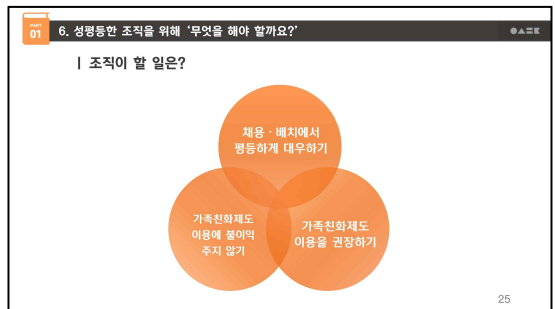 PART
01
6. 성평등한 조직을 위해 '무엇을 해야 할까요?'
| 조직이 할 일은?
채용 · 배치에서
평등하게 대우하기
가족친화제도
이용에 불이익
주지 않기
가족친화제도
이용을 권장하기
25